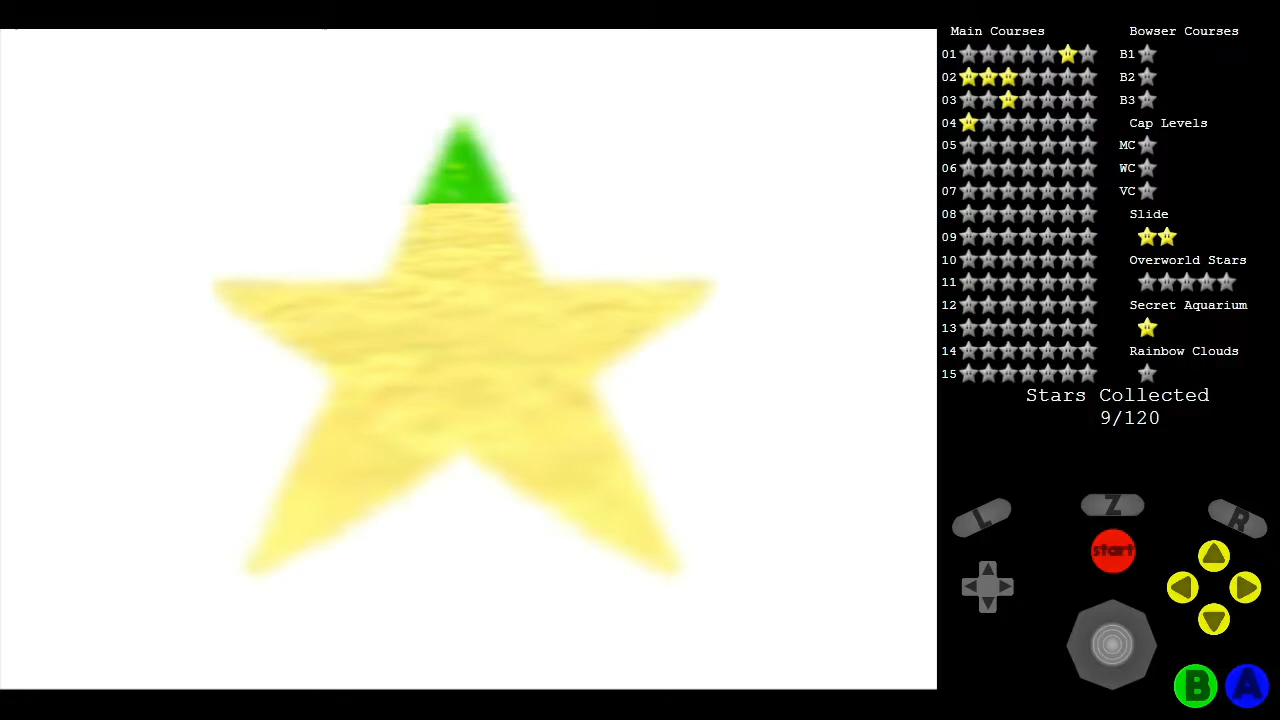 Main Courses
01
02
03
04
05
06
07
08
09
10
11
12
13
14
15
Bowser Courses
B1
B2
B3
Cap Levels
MC
WC
VC
Slide
Overworld Stars
Secret Aquarium
Rainbow Clouds
Stars Collected
9/120
L
Z
R
start
B
A